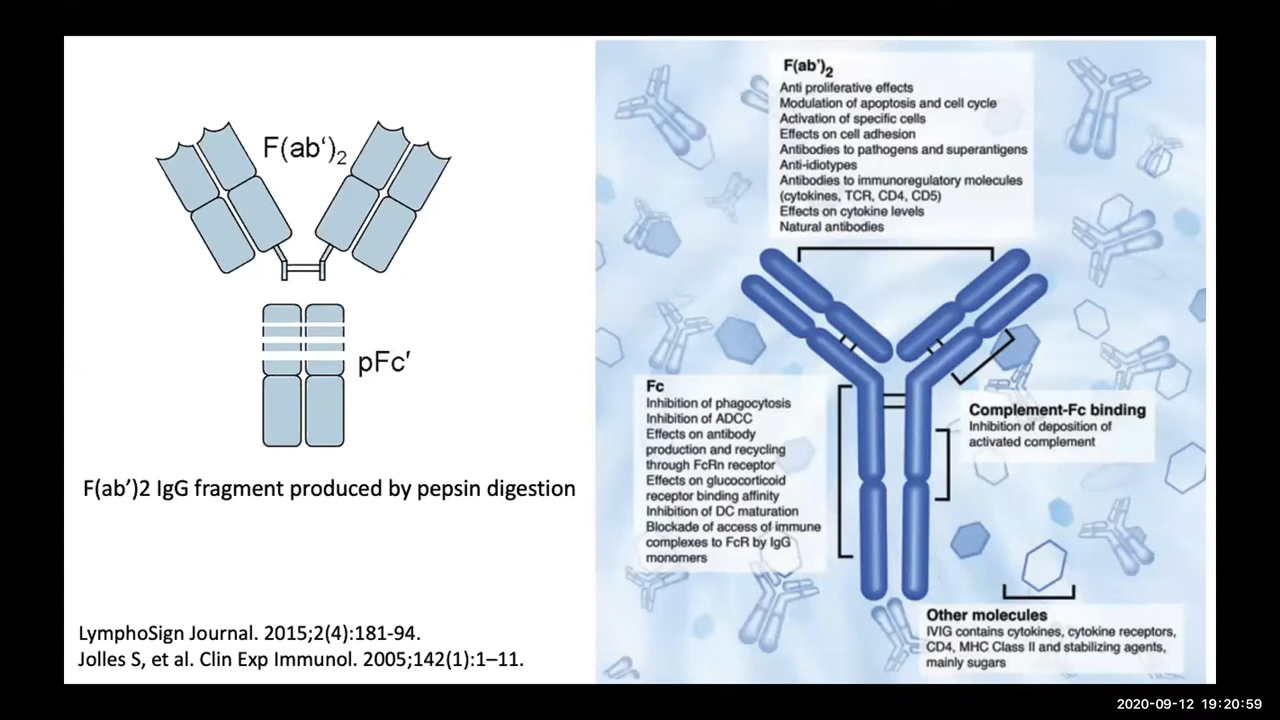 F(ab')₂
Anti proliferative effects
Modulation of apoptosis and cell cycle
Activation of specific cells
Effects on cell adhesion
Antibodies to pathogens and superantigens
Anti-idiotypes
Antibodies to immunoregulatory molecules
(cytokines, TCR, CD4, CD5)
Effects on cytokine levels
Natural antibodies
F(ab')₂
pFc'
F(ab')2 IgG fragment produced by pepsin digestion
Fc
Inhibition of phagocytosis
Inhibition of ADCC
Effects on antibody
production and recycling
through FcRn receptor
Effects on glucocorticoid
receptor binding affinity
Inhibition of DC maturation
Blockade of access of immune
complexes to FcR by IgG
monomers
Complement-Fc binding
Inhibition of deposition of
activated complement
Other molecules
IVIG contains cytokines, cytokine receptors,
CD4, MHC Class II and stabilizing agents,
mainly sugars
LymphoSign Journal. 2015;2(4):181-94.
Jolles S, et al. Clin Exp Immunol. 2005;142(1):1–11.
2020-09-12 19:20:59